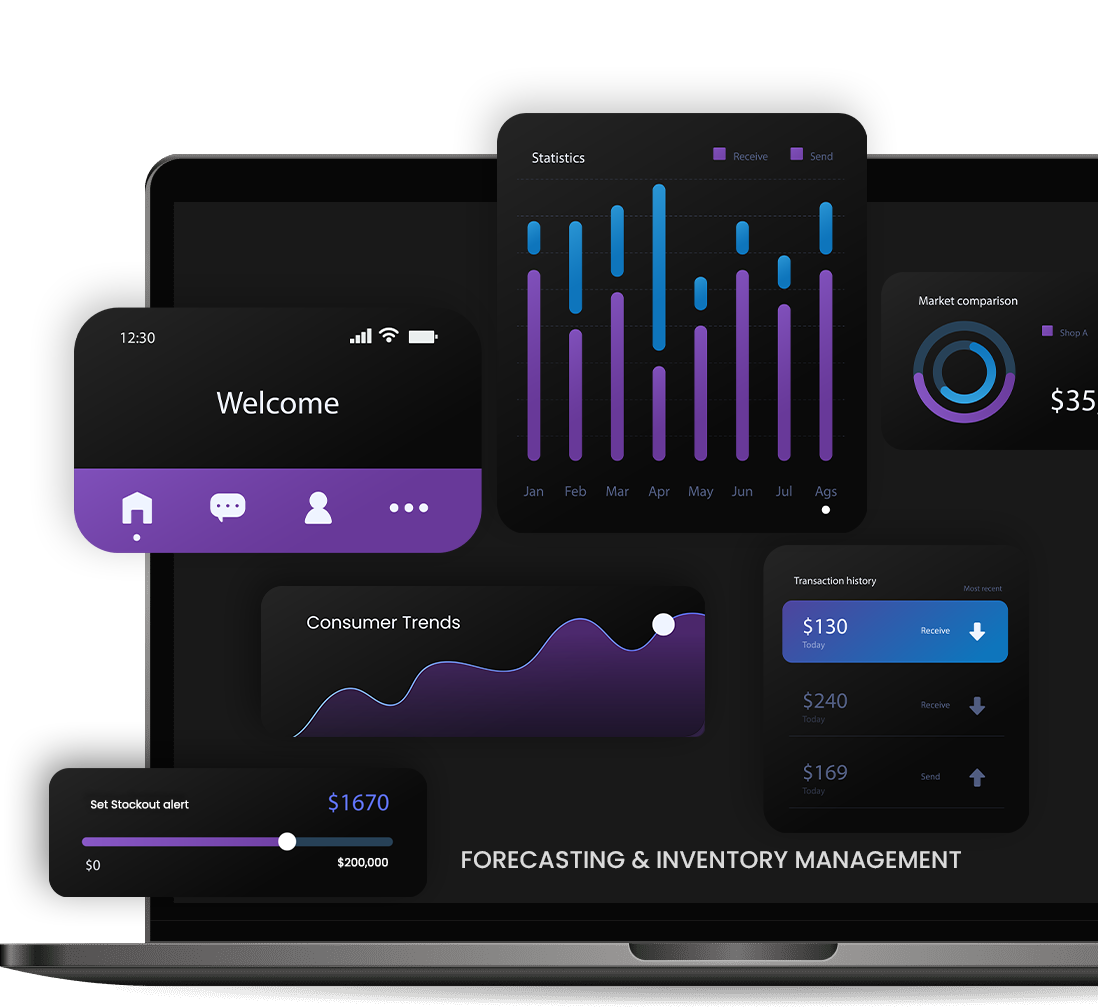 Statistics
Receive
Send
Jan Feb Mar Apr May Jun Jul Ags
12:30
Welcome
Market comparison
Shop A
$35,
Consumer Trends
Transaction history
Most recent
$130
Today
Receive
$240
Today
Receive
$169
Today
Send
Set Stockout alert
$1670
$0
$200,000
FORECASTING & INVENTORY MANAGEMENT